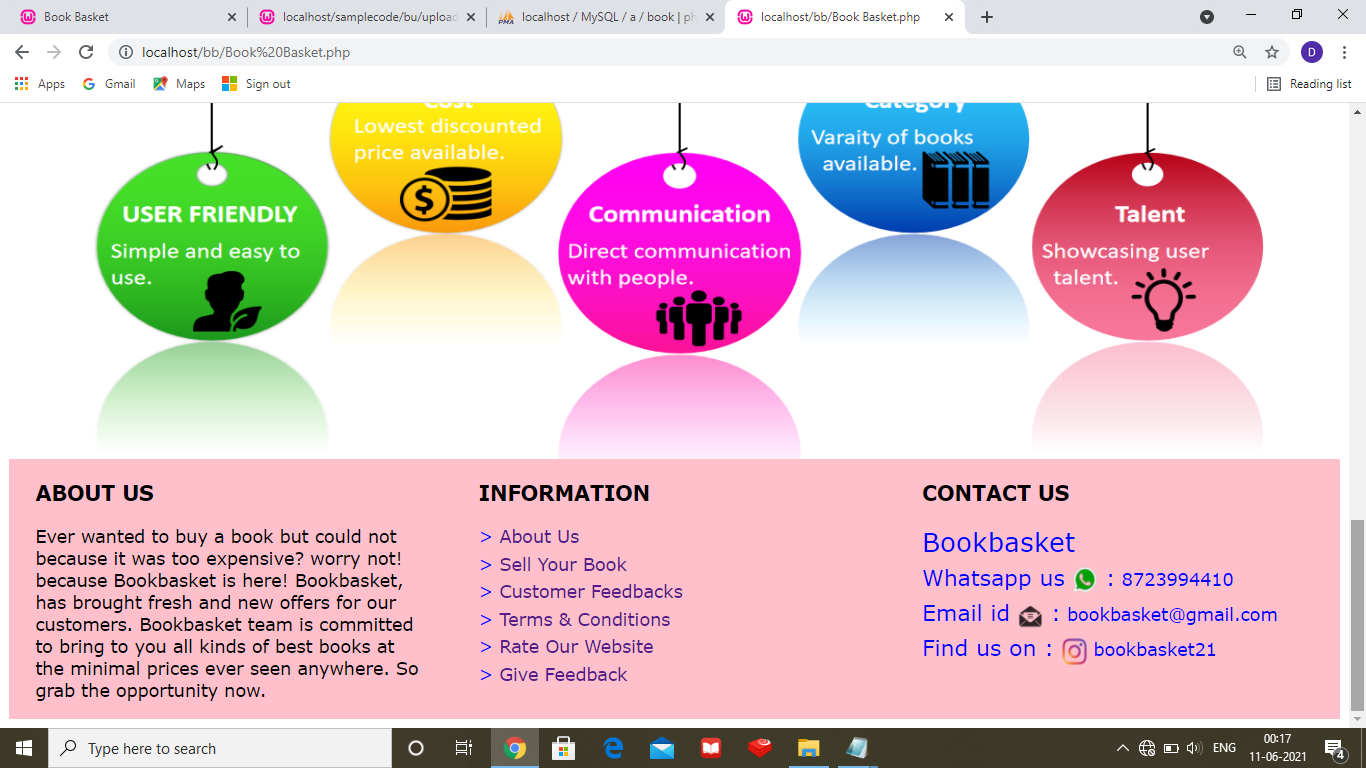 Book Basket
localhost/samplecode/bu/upload
localhost / MySQL / a / book | ph
localhost/bb/Book Basket.php
localhost/bb/Book%20Basket.php
D
Apps
Gmail
Maps
Sign out
Reading list
Cost
Lowest discounted
price available.
Category
Varaity of books
available.
USER FRIENDLY
Simple and easy to
use.
Communication
Direct communication
with people.
Talent
Showcasing user
talent.
ABOUT US
Ever wanted to buy a book but could not
because it was too expensive? worry not!
because Bookbasket is here! Bookbasket,
has brought fresh and new offers for our
customers. Bookbasket team is committed
to bring to you all kinds of best books at
the minimal prices ever seen anywhere. So
grab the opportunity now.
INFORMATION
> About Us
> Sell Your Book
> Customer Feedbacks
> Terms & Conditions
> Rate Our Website
> Give Feedback
CONTACT US
Bookbasket
Whatsapp us : 8723994410
Email id : bookbasket@gmail.com
Find us on : bookbasket21
Type here to search
ENG
00:17
11-06-2021
4